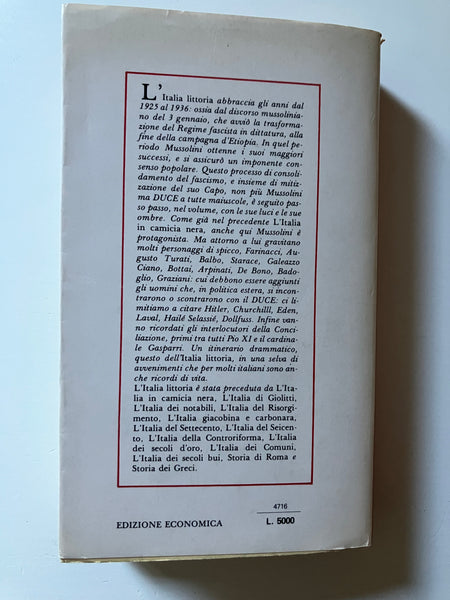 L'Italia littoria abbraccia gli anni dal
1925 al 1936: ossia dal discorso mussolinia-
no del 3 gennaio, che avviò la trasforma-
zione del Regime fascista in dittatura, alla
fine della campagna d'Etiopia. In quel pe-
riodo Mussolini ottenne i suoi maggiori
successi, e si assicurò un imponente con-
senso popolare. Questo processo di consoli-
damento del fascismo, e insieme di mitiz-
zazione del suo Capo, non più Mussolini
ma DUCE a tutte maiuscole, è seguito pas-
so passo, nel volume, con le sue luci e le sue
ombre. Come già nel precedente L'Italia
in camicia nera, anche qui Mussolini è
protagonista. Ma attorno a lui gravitano
molti personaggi di spicco, Farinacci, Au-
gusto Turati, Balbo, Starace, Galeazzo
Ciano, Bottai, Arpinati, De Bono, Bado-
glio, Graziani: cui debbono essere aggiunti
gli uomini che, in politica estera, si incon-
trarono o scontrarono con il DUCE: ci li-
mitiamo a citare Hitler, Churchilll, Eden,
Laval, Hailé Selassié, Dollfuss. Infine van-
no ricordati gli interlocutori della Conci-
liazione, primi tra tutti Pio XI e il cardina-
le Gasparri. Un itinerario drammatico,
questo dell'Italia littoria, in una selva di
avvenimenti che per molti italiani sono an-
che ricordi di vita.
L'Italia littoria è stata preceduta da L'Ita-
lia in camicia nera, L'Italia di Giolitti,
L'Italia dei notabili, L'Italia del Risorgi-
mento, L'Italia giacobina e carbonara,
L'Italia del Settecento, L'Italia del Seicen-
to, L'Italia della Controriforma, L'Italia
dei secoli d'oro, L'Italia dei Comuni,
L'Italia dei secoli bui, Storia di Roma e
Storia dei Greci.
4716
EDIZIONE ECONOMICA
L. 5000